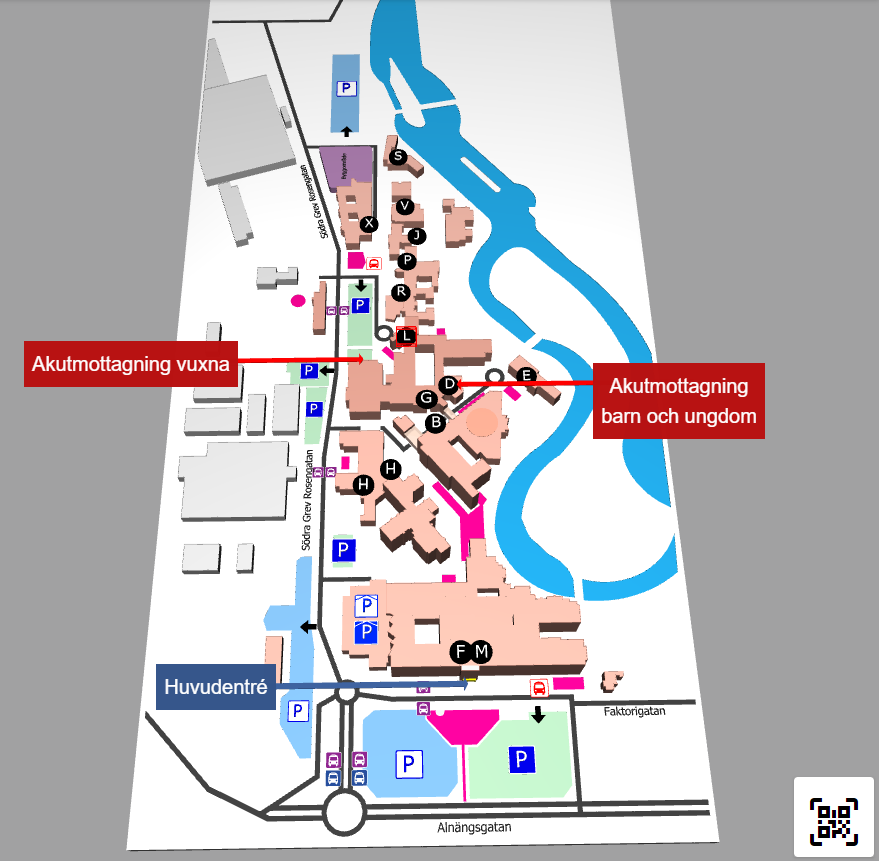 P
S
Södra Grev Rosengatan
V
X
J
P
R
P
L
Akutmottagning vuxna
P
E
D
Akutmottagning
barn och ungdom
G
P
B
Södra Grev Rosengatan
H
H
P
P
P
F M
Huvudentré
P
Faktorigatan
P
P
Alnängsgatan